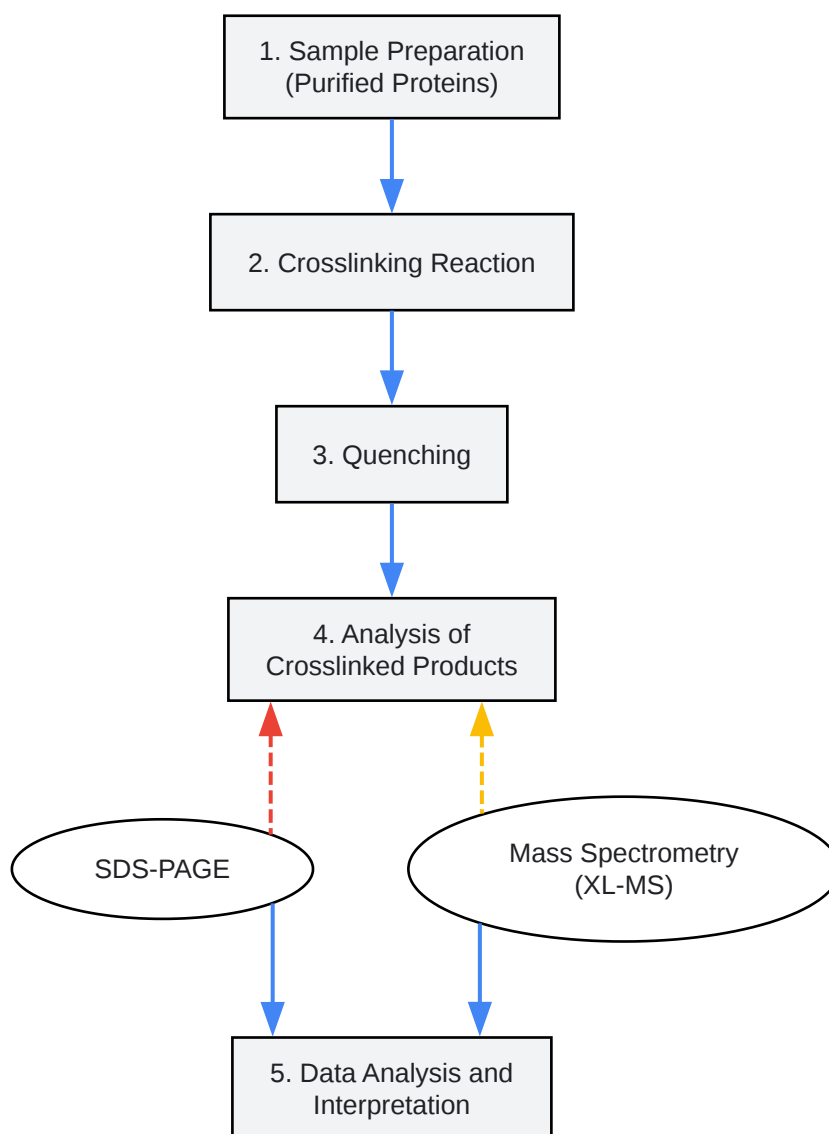 1. Sample Preparation
(Purified Proteins)
2. Crosslinking Reaction
3. Quenching
4. Analysis of
Crosslinked Products
SDS-PAGE
Mass Spectrometry
(XL-MS)
5. Data Analysis and
Interpretation